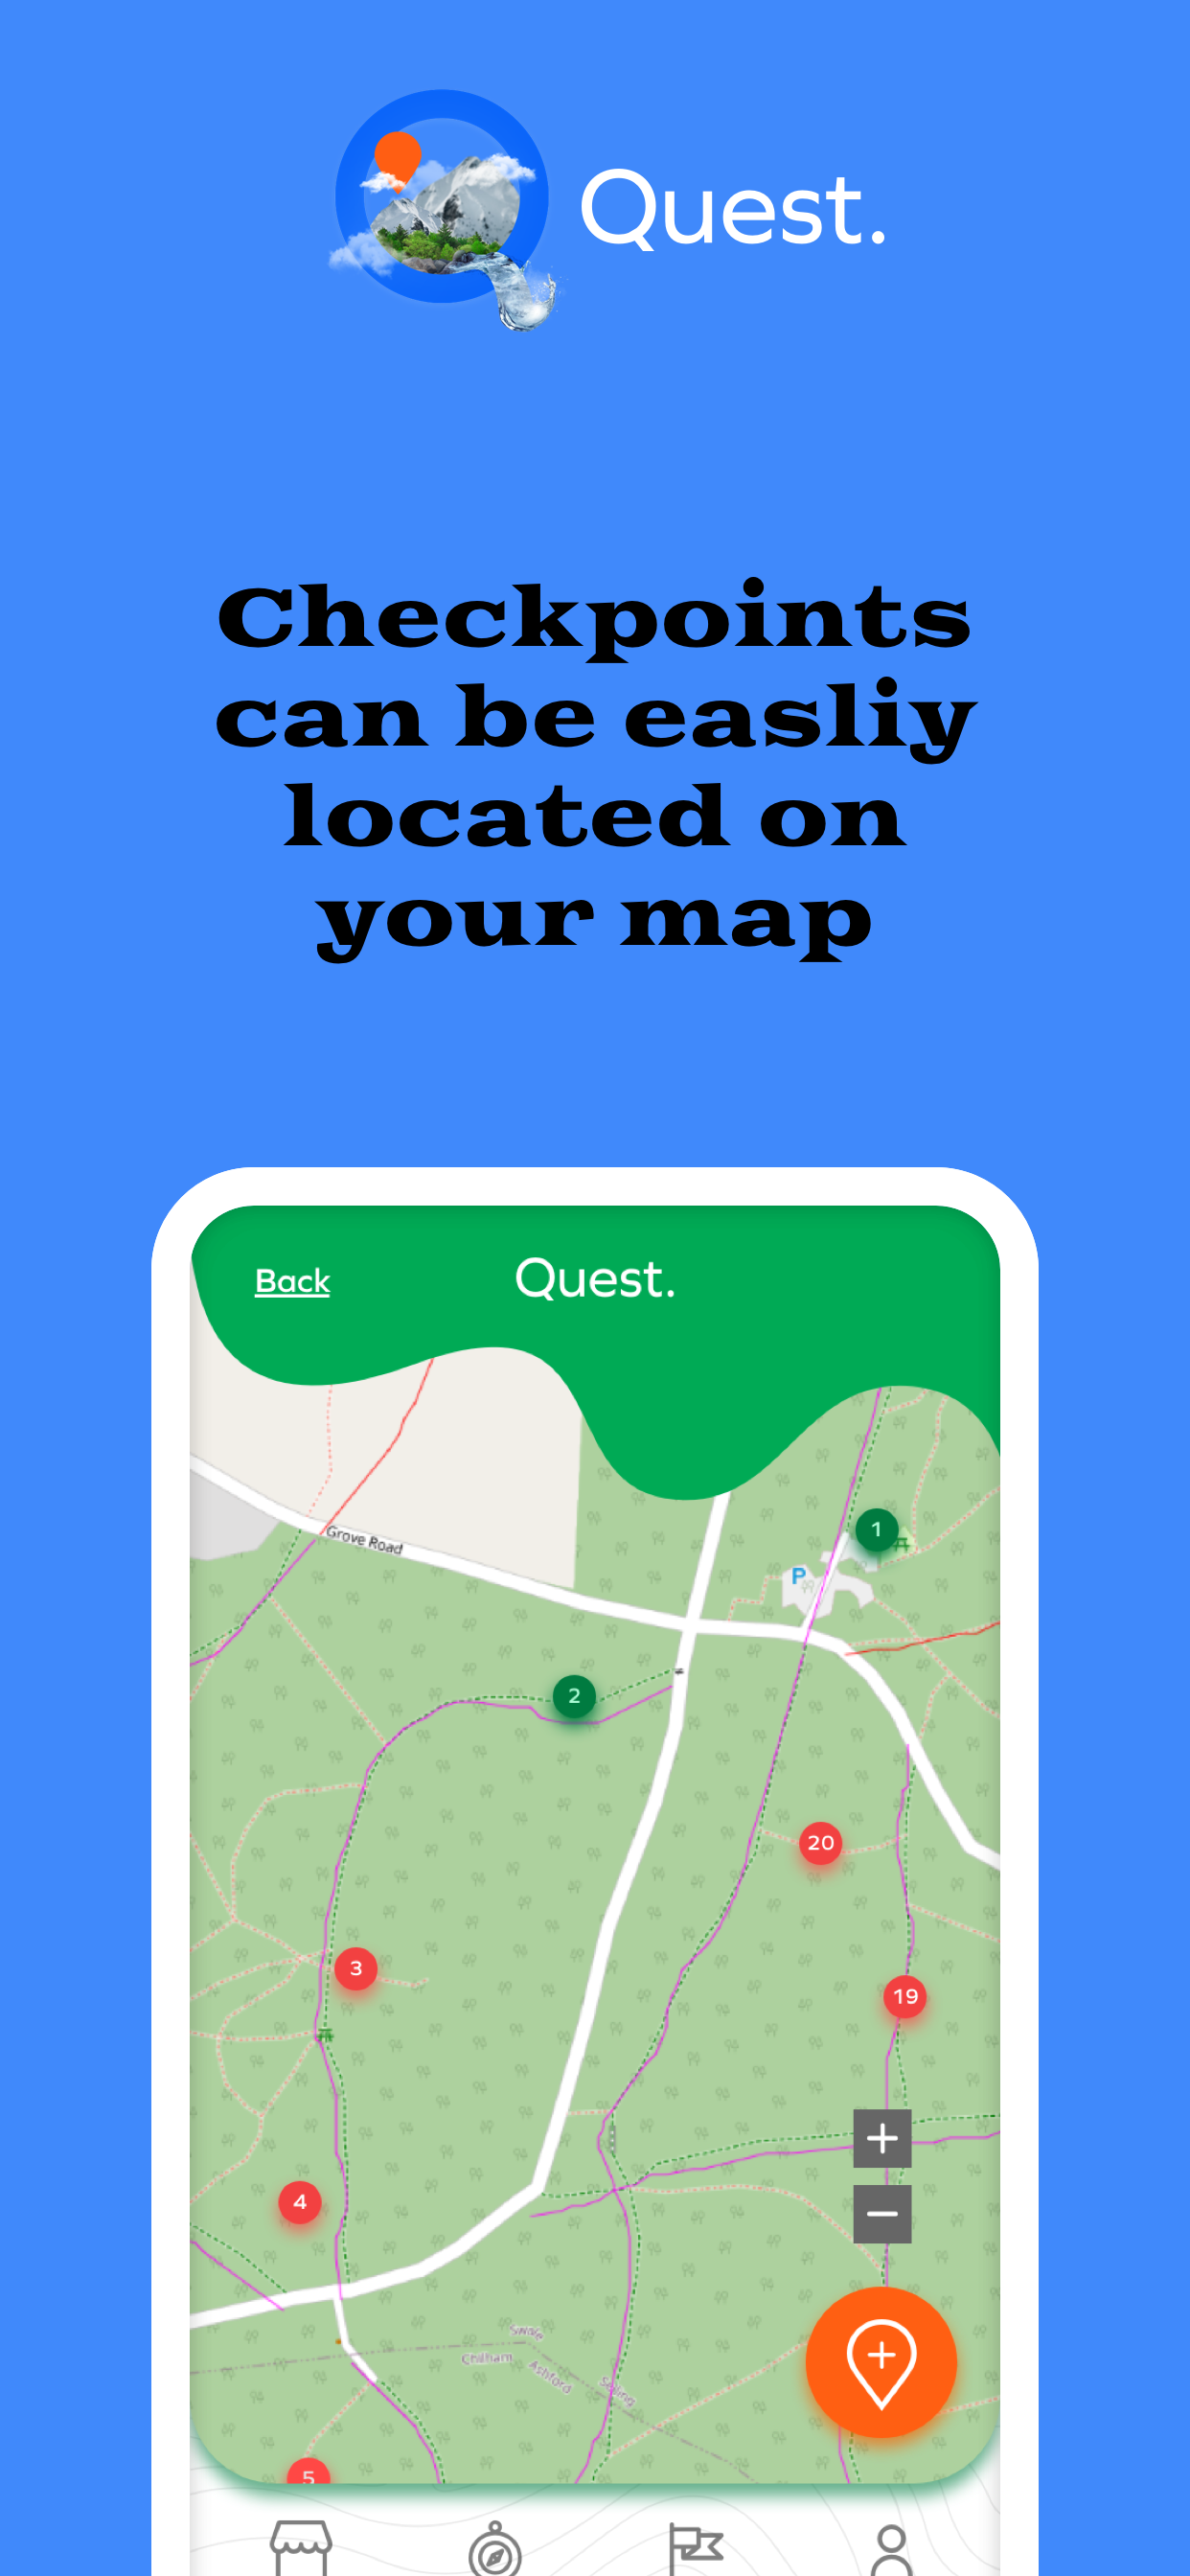 Quest.
Checkpoints
can be easliy
located on
your map
Back
Quest.
Grove Road
P
1
2
20
3
19
4
Swale
Chilham
Ashford
Selling
5